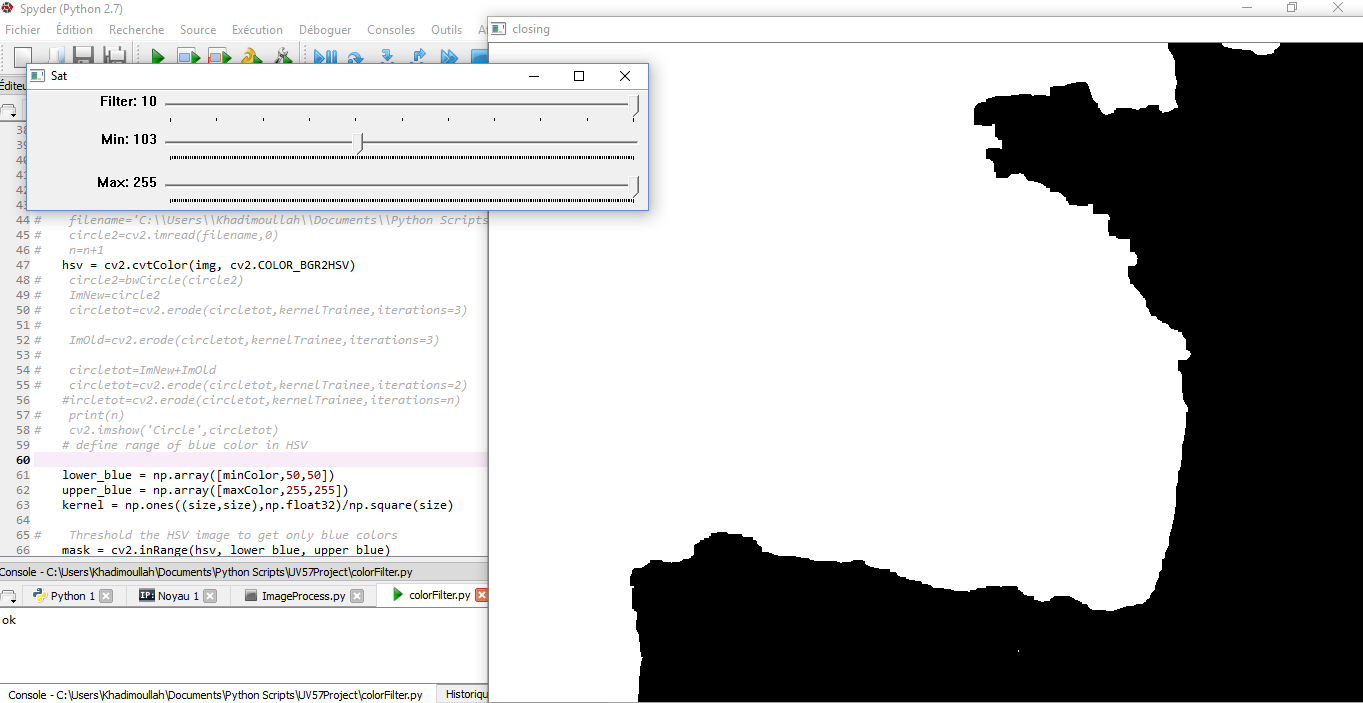 Spyder (Python 2.7)
Fichier Édition Recherche Source Exécution Déboguer Consoles Outils
closing
Sat
Filter: 10
Min: 103
Max: 255
44 # filename='C:\\Users\\Khadimoullah\\Documents\\Python Scripts
45 # circle2=cv2.imread(filename,0)
46 # n=n+1
47 hsv = cv2.cvtColor(img, cv2.COLOR_BGR2HSV)
48 # circle2=bwCircle(circle2)
49 # ImNew=circle2
50 # circletot=cv2.erode(circletot,kernelTrainee,iterations=3)
51 #
52 # ImOld=cv2.erode(circletot,kernelTrainee,iterations=3)
53 #
54 # circletot=ImNew+ImOld
55 # circletot=cv2.erode(circletot,kernelTrainee,iterations=2)
56 #ircletot=cv2.erode(circletot,kernelTrainee,iterations=n)
57 # print(n)
58 # cv2.imshow('Circle',circletot)
59 # define range of blue color in HSV
60
61 lower_blue = np.array([minColor,50,50])
62 upper_blue = np.array([maxColor,255,255])
63 kernel = np.ones((size,size),np.float32)/np.square(size)
64
65 # Threshold the HSV image to get only blue colors
66 mask = cv2.inRange(hsv, lower_blue, upper_blue)
Console - C:\Users\Khadimoullah\Documents\Python Scripts\UV57Project\colorFilter.py
Python 1 IP: Noyau 1 ImageProcess.py colorFilter.py
ok
Console - C:\Users\Khadimoullah\Documents\Python Scripts\UV57Project\colorFilter.py Historiqu